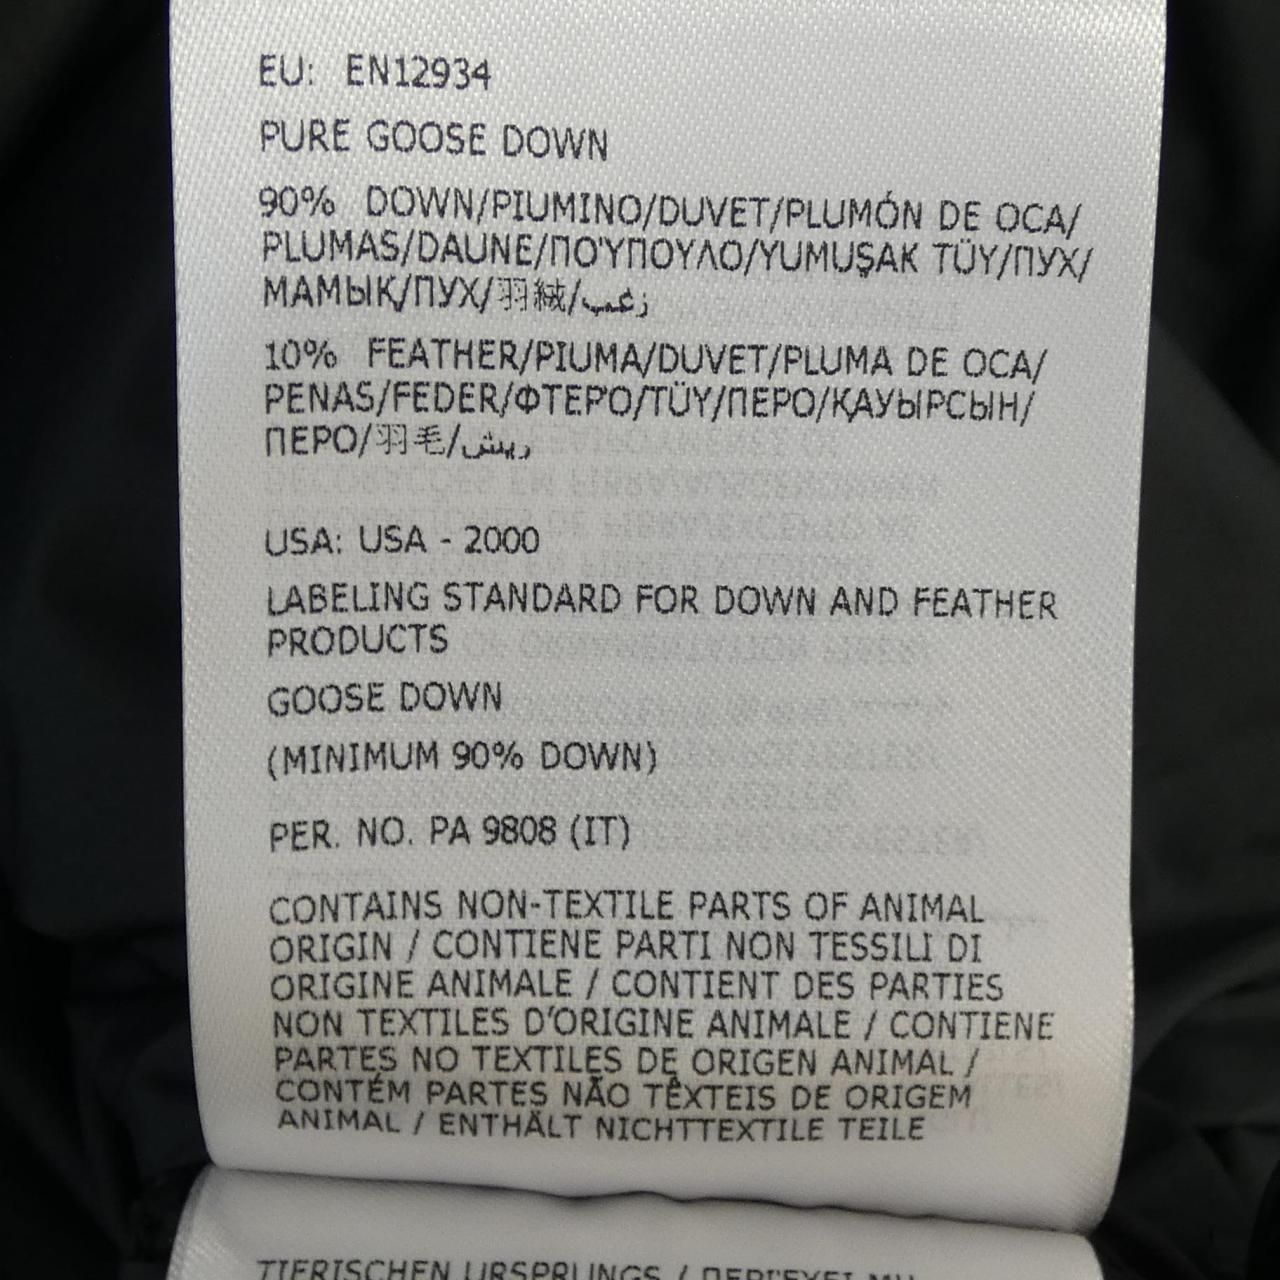 EU: EN12934
PURE GOOSE DOWN
90% DOWN/PIUMINO/DUVET/PLUMÓN DE OCA/
PLUMAS/DAUNE/ΠΟΎΠΟΥΛΟ/YUMUŞAK TÜY/ПУХ/
МАМЫҚ/ПУХ/羽絨/زغب
10% FEATHER/PIUMA/DUVET/PLUMA DE OCA/
PENAS/FEDER/ΦΤΕΡΌ/TÜY/ПЕРО/ҚАУЫРСЫН/
ПЕРО/羽毛/ريش
USA: USA - 2000
LABELING STANDARD FOR DOWN AND FEATHER
PRODUCTS
GOOSE DOWN
(MINIMUM 90% DOWN)
PER. NO. PA 9808 (IT)
CONTAINS NON-TEXTILE PARTS OF ANIMAL
ORIGIN / CONTIENE PARTI NON TESSILI DI
ORIGINE ANIMALE / CONTIENT DES PARTIES
NON TEXTILES D'ORIGINE ANIMALE / CONTIENE
PARTES NO TEXTILES DE ORIGEN ANIMAL /
CONTÉM PARTES NÃO TÊXTEIS DE ORIGEM
ANIMAL / ENTHÄLT NICHTTEXTILE TEILE
TIERISCHEN URSPRUNGS /